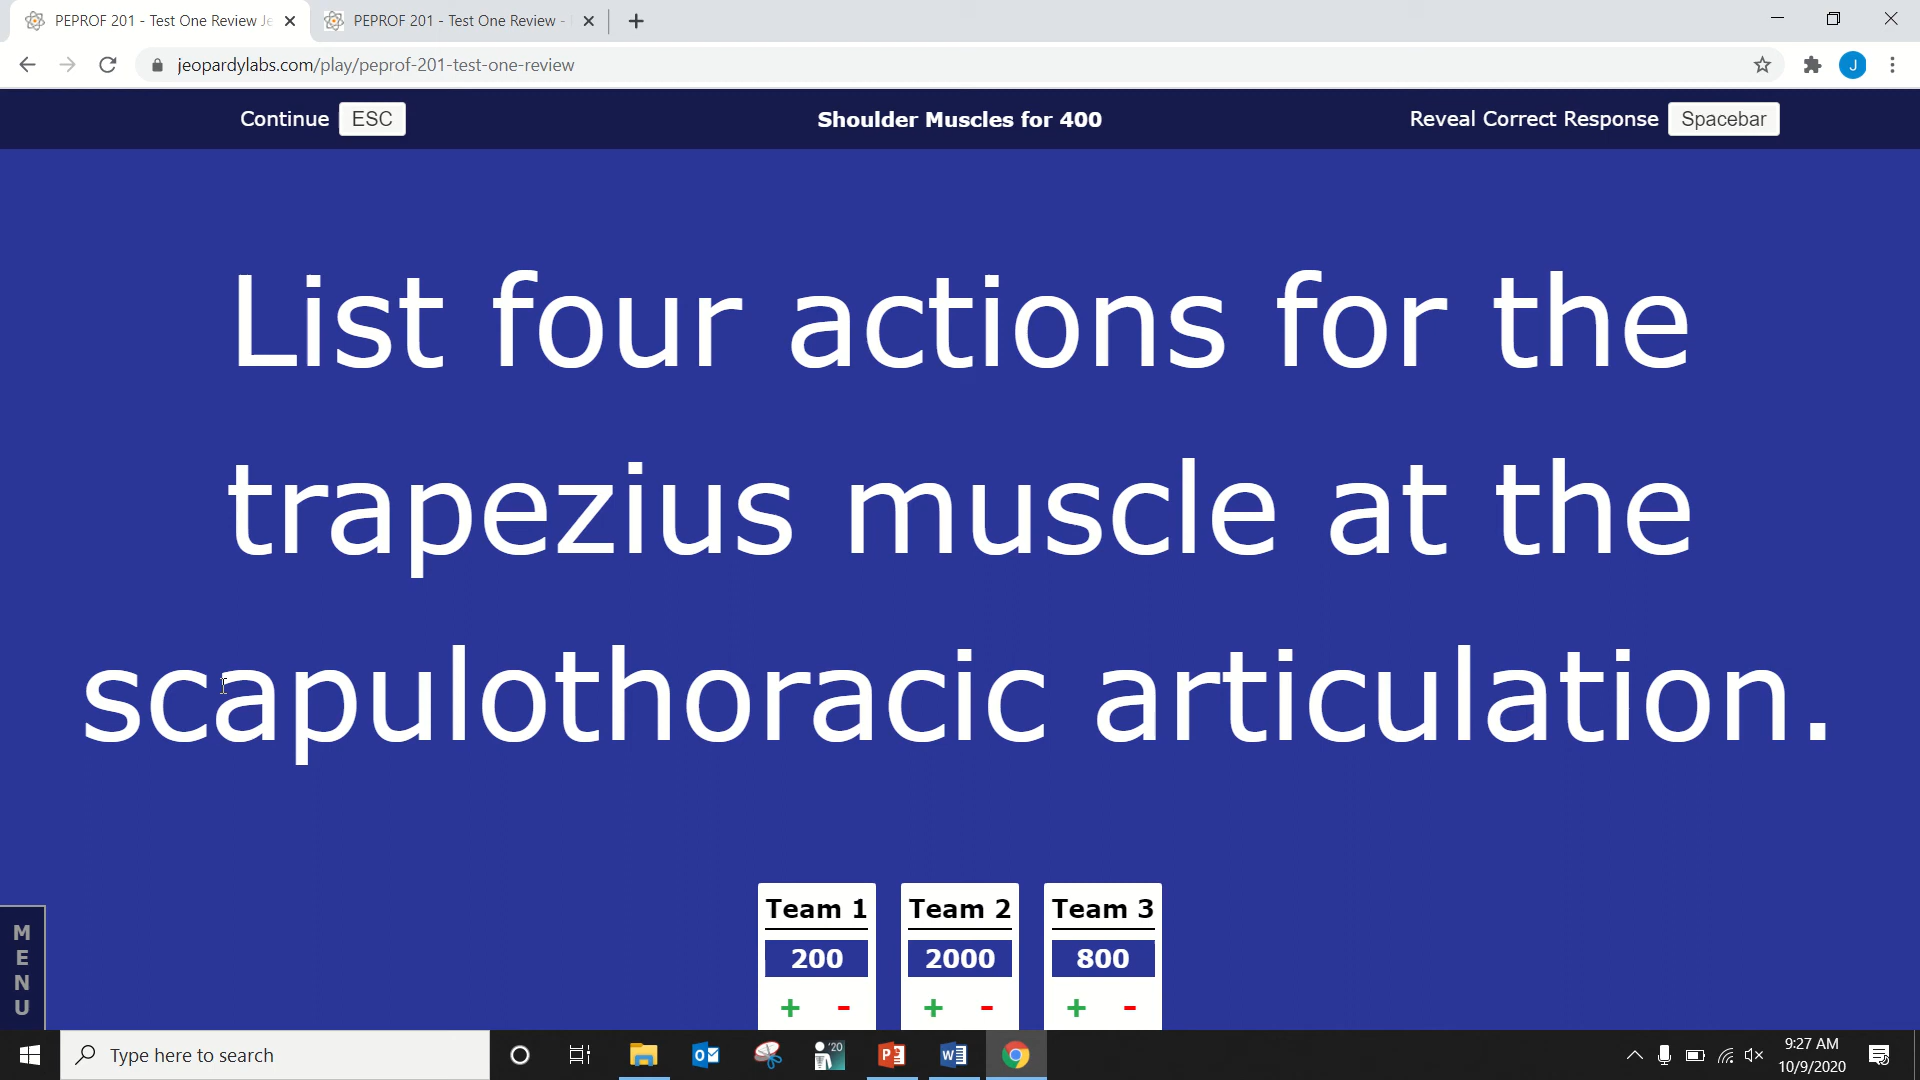 PEPROF 201 - Test One Review Je
PEPROF 201 - Test One Review -
jeopardylabs.com/play/peprof-201-test-one-review
J
Continue ESC
Shoulder Muscles for 400
Reveal Correct Response Spacebar
List four actions for the
trapezius muscle at the
scapulothoracic articulation.
MENU
Team 1 Team 2 Team 3
200 2000 800
+ - + - + -
Type here to search
'20
9:27 AM
10/9/2020